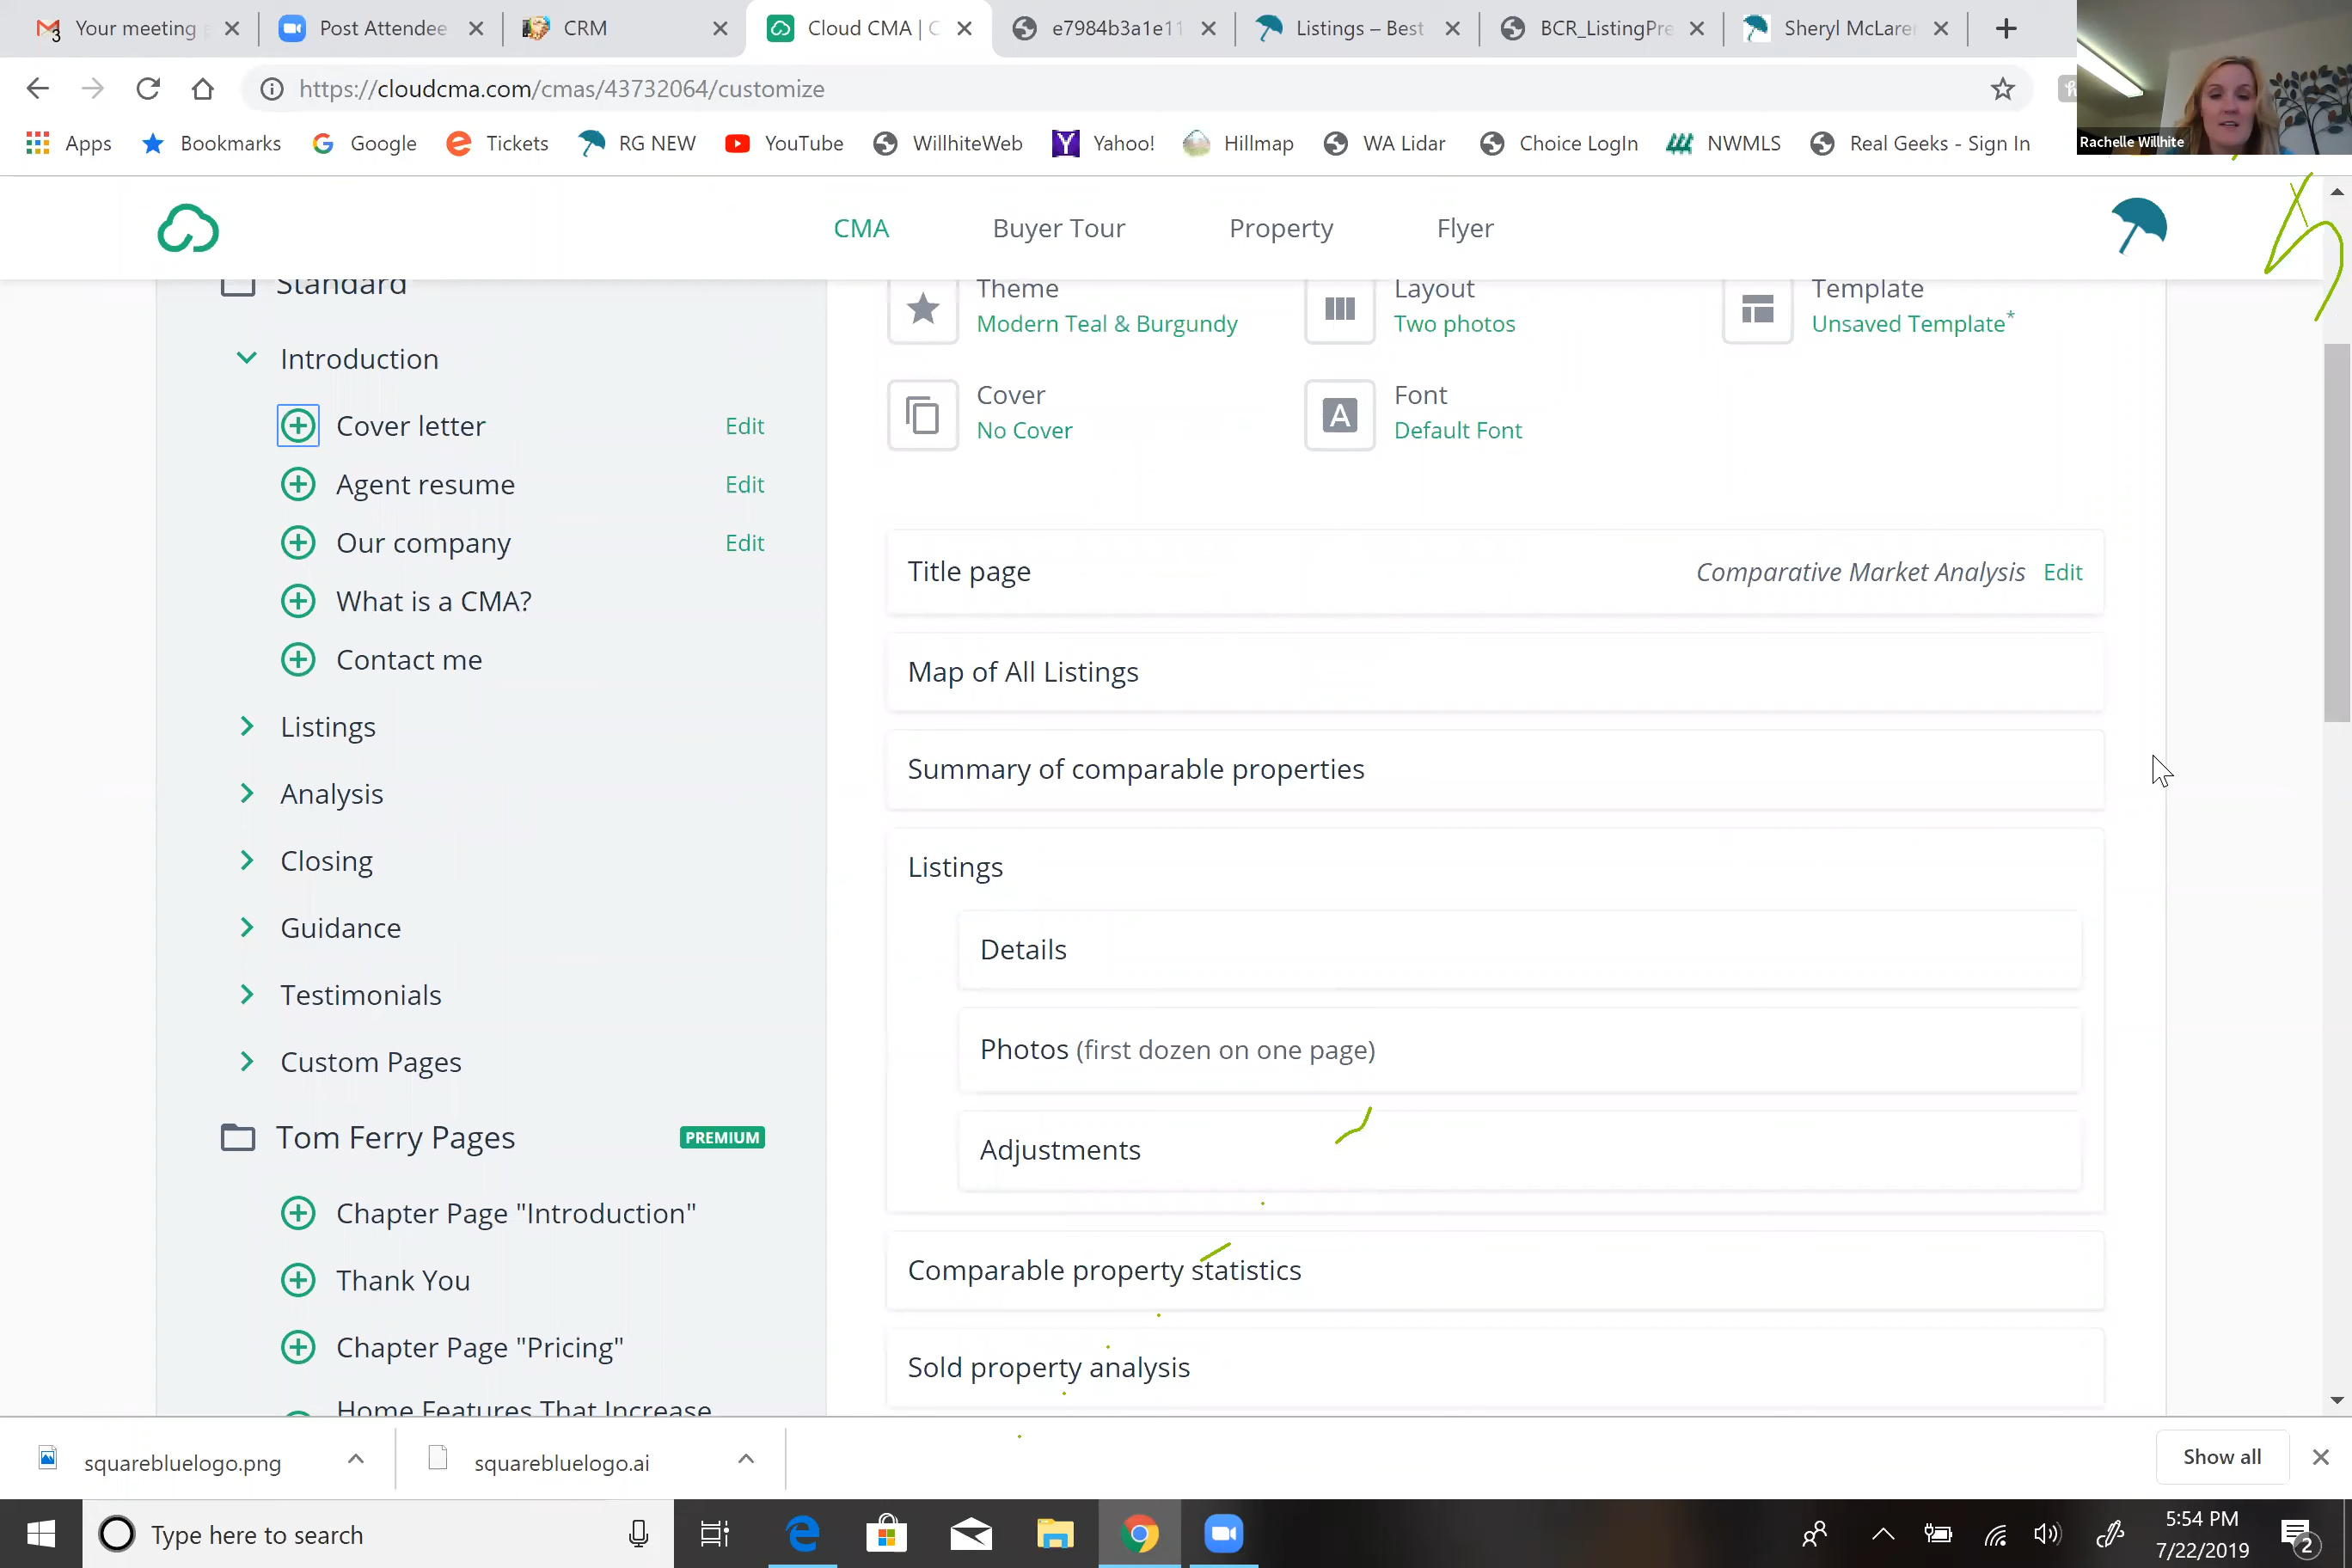 Your meeting
Post Attendee
CRM
Cloud CMA | C
e7984b3a1e11
Listings – Best
BCR_ListingPre
Sheryl McLaren
https://cloudcma.com/cmas/43732064/customize
Apps
Bookmarks
Google
Tickets
RG NEW
YouTube
WillhiteWeb
Yahoo!
Hillmap
WA Lidar
Choice LogIn
NWMLS
Real Geeks - Sign In
Rachelle Willhite
CMA
Buyer Tour
Property
Flyer
Standard
Introduction
Cover letter Edit
Agent resume Edit
Our company Edit
What is a CMA?
Contact me
Listings
Analysis
Closing
Guidance
Testimonials
Custom Pages
Tom Ferry Pages PREMIUM
Chapter Page "Introduction"
Thank You
Chapter Page "Pricing"
Home Features That Increase
Theme
Modern Teal & Burgundy
Layout
Two photos
Template
Unsaved Template*
Cover
No Cover
Font
Default Font
Title page Comparative Market Analysis Edit
Map of All Listings
Summary of comparable properties
Listings
Details
Photos (first dozen on one page)
Adjustments
Comparable property statistics
Sold property analysis
squarebluelogo.png
squarebluelogo.ai
Show all
Type here to search
5:54 PM
7/22/2019
2